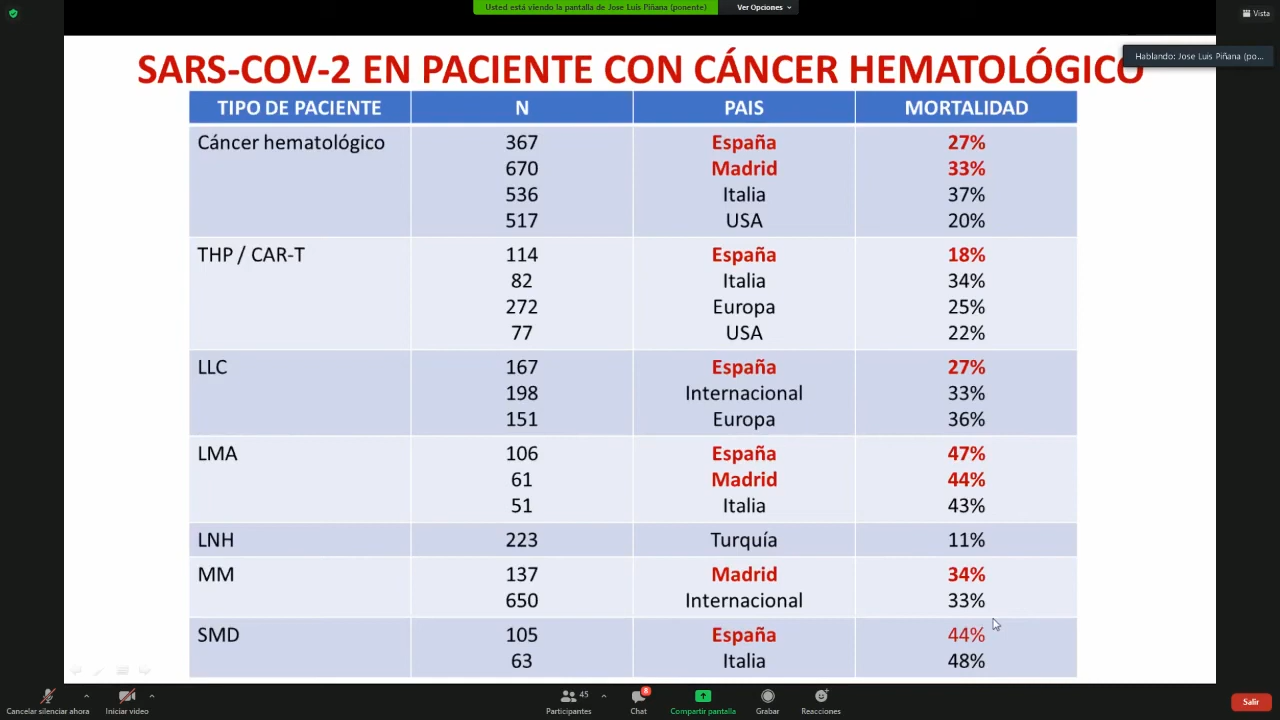 Usted está viendo la pantalla de Jose Luis Piñana (ponente) Ver Opciones
Vista
Hablando: Jose Luis Piñana (po...
SARS-COV-2 EN PACIENTE CON CÁNCER HEMATOLÓGICO
TIPO DE PACIENTE N PAIS MORTALIDAD
Cáncer hematológico 367 España 27%
670 Madrid 33%
536 Italia 37%
517 USA 20%
THP / CAR-T 114 España 18%
82 Italia 34%
272 Europa 25%
77 USA 22%
LLC 167 España 27%
198 Internacional 33%
151 Europa 36%
LMA 106 España 47%
61 Madrid 44%
51 Italia 43%
LNH 223 Turquía 11%
MM 137 Madrid 34%
650 Internacional 33%
SMD 105 España 44%
63 Italia 48%
45 8
Cancelar silenciar ahora Iniciar video Participantes Chat Compartir pantalla Grabar Reacciones Salir